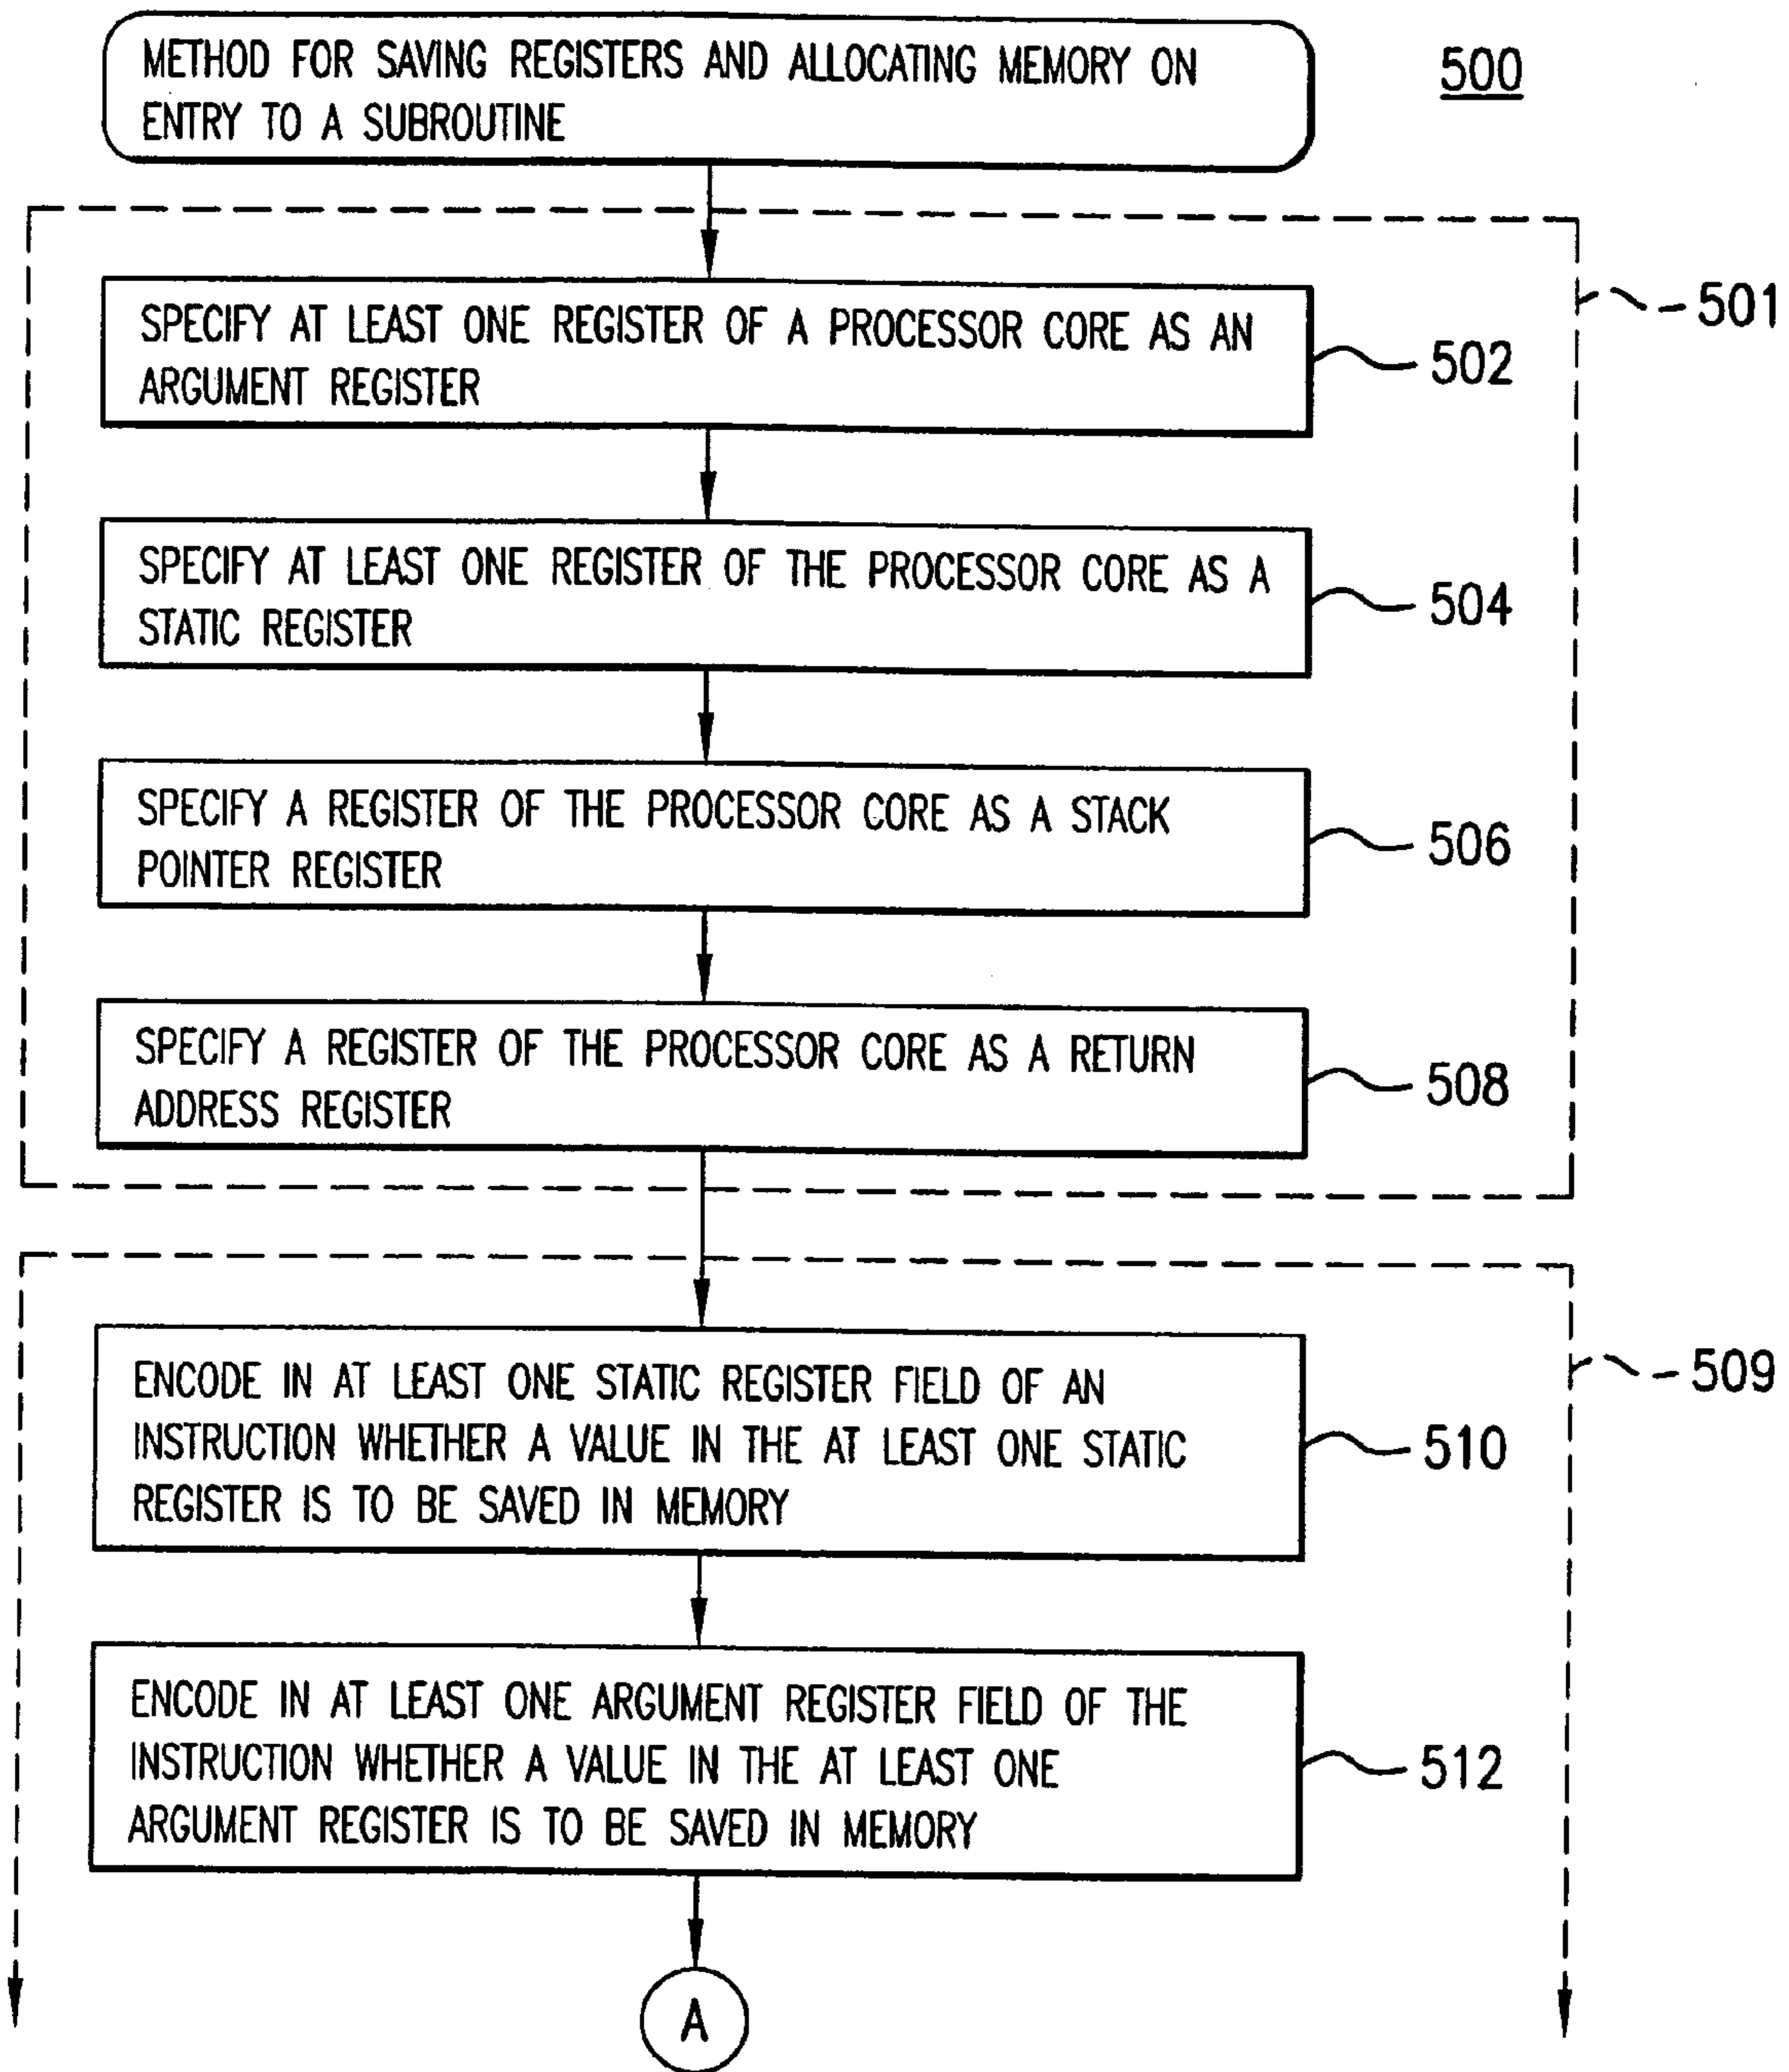 METHOD FOR SAVING REGISTERS AND ALLOCATING MEMORY ON
ENTRY TO A SUBROUTINE
500
501
SPECIFY AT LEAST ONE REGISTER OF A PROCESSOR CORE AS AN
ARGUMENT REGISTER
502
SPECIFY AT LEAST ONE REGISTER OF THE PROCESSOR CORE AS A
STATIC REGISTER
504
SPECIFY A REGISTER OF THE PROCESSOR CORE AS A STACK
POINTER REGISTER
506
SPECIFY A REGISTER OF THE PROCESSOR CORE AS A RETURN
ADDRESS REGISTER
508
509
ENCODE IN AT LEAST ONE STATIC REGISTER FIELD OF AN
INSTRUCTION WHETHER A VALUE IN THE AT LEAST ONE STATIC
REGISTER IS TO BE SAVED IN MEMORY
510
ENCODE IN AT LEAST ONE ARGUMENT REGISTER FIELD OF THE
INSTRUCTION WHETHER A VALUE IN THE AT LEAST ONE
ARGUMENT REGISTER IS TO BE SAVED IN MEMORY
512
A